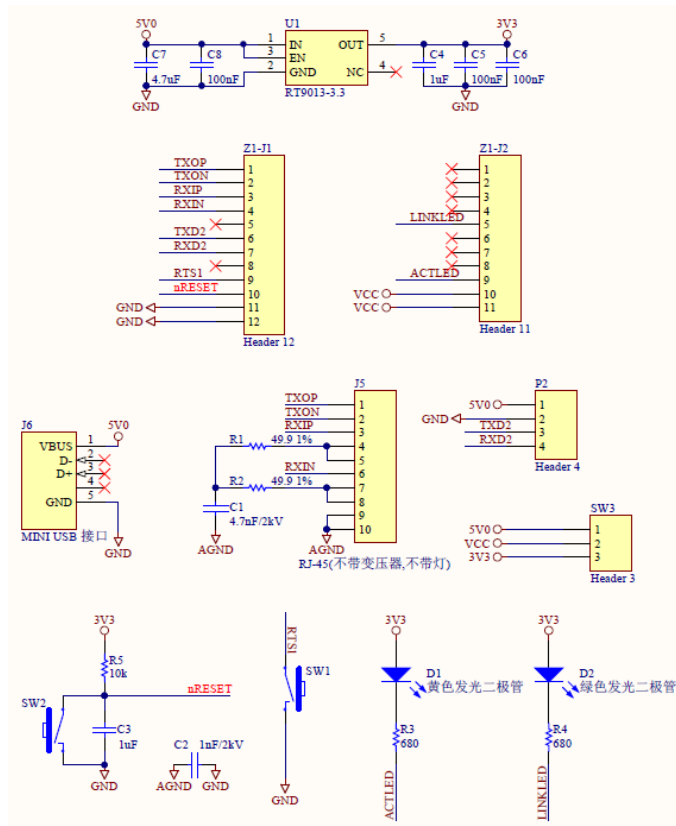 5V0
U1
3V3
1 IN OUT 5
3 EN
2 GND NC 4
C7
4.7uF
C8
100nF
C4
1uF
C5
100nF
C6
100nF
GND
RT9013-3.3
GND
Z1-J1
TXOP 1
TXON 2
RXIP 3
RXIN 4
5
TXD2 6
RXD2 7
8
RTS1 9
nRESET 10
GND 11
GND 12
Header 12
Z1-J2
1
2
3
4
LINKLED 5
6
7
8
ACTLED 9
VCC 10
VCC 11
Header 11
J6
5V0
VBUS 1
D- 2
D+ 3
4
GND 5
MINI USB 接口
GND
J5
TXOP 1
TXON 2
RXIP 3
R1 49.9 1% 4
5
RXIN 6
R2 49.9 1% 7
8
9
10
C1
4.7nF/2kV
AGND
AGND
RJ-45(不带变压器,不带灯)
P2
5V0 1
GND 2
TXD2 3
RXD2 4
Header 4
SW3
5V0 1
VCC 2
3V3 3
Header 3
3V3
R5
10k
nRESET
SW2
C3
1uF
GND
C2 1nF/2kV
AGND GND
RTS1
SW1
GND
3V3
D1
黄色发光二极管
R3
680
ACTLED
3V3
D2
绿色发光二极管
R4
680
LINKLED